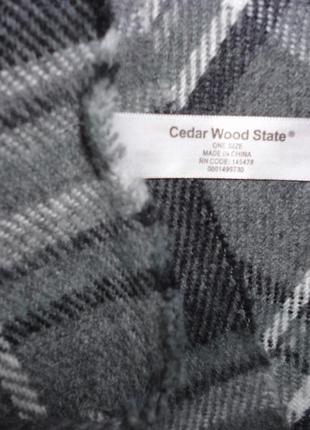 Cedar Wood State®
ONE SIZE
MADE IN CHINA
RN CODE: 145478
0001499730